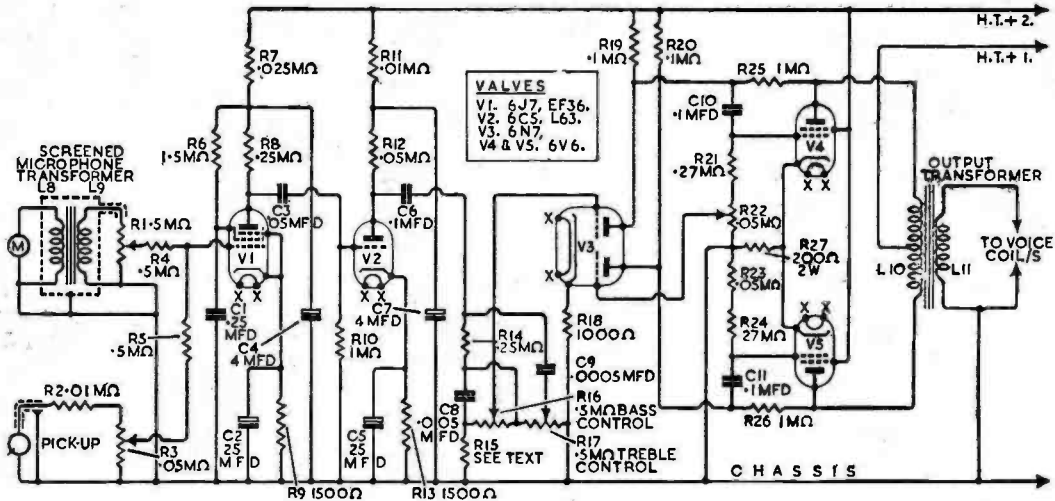 H.T.+ 2.
H.T.+ 1.
R7
.025MΩ
R11
.01MΩ
R19
.1MΩ
R20
.1MΩ
R25 1MΩ
VALVES
V1. 6J7, EF36.
V2. 6C5, L63.
V3. 6N7,
V4 & V5. 6V6.
C10
.1MFD
V4
X X
R6
1.5MΩ
R8
.25MΩ
R12
.05MΩ
SCREENED
MICROPHONE
TRANSFORMER
L8 L9
M
R1 .5MΩ
R4
.5MΩ
C3
.05MFD
C6
.1MFD
V1
X X
V2
X X
X
V3
X
R21
.27MΩ
R22
.05MΩ
R27
200Ω
2W
R23
.05MΩ
R24
.27MΩ
OUTPUT
TRANSFORMER
L10
L11
TO VOICE
COIL/S
R5
.5MΩ
C1
.25
MFD
C4
4 MFD
R10
1MΩ
C7
4 MFD
R14
.25MΩ
R18
1000Ω
C9
.0005MFD
X X
V5
C11
.1MFD
R26 1MΩ
R2 .01MΩ
PICK-UP
R3
.05MΩ
C2
25
MFD
C5
25
MFD
C8
.0005
MFD
R16
.5MΩ BASS
CONTROL
R15
SEE TEXT
R17
.5MΩ TREBLE
CONTROL
CHASSIS
R9 1500Ω
R13 1500Ω